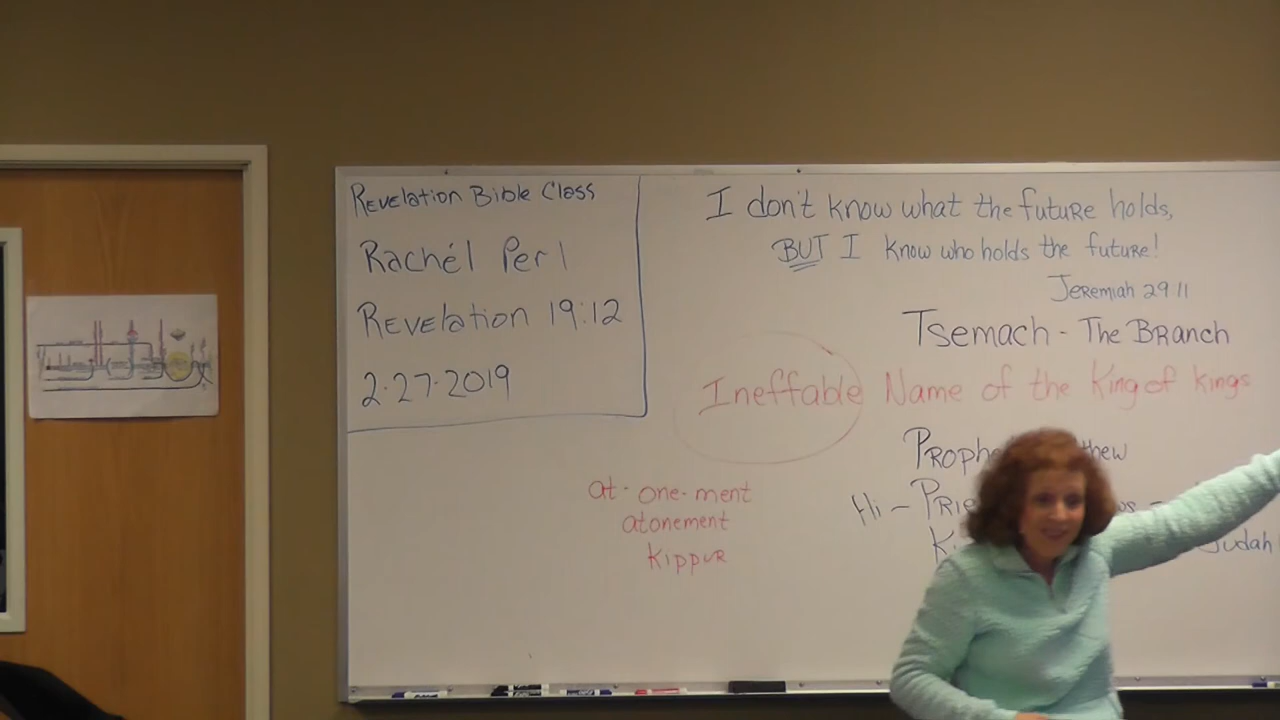 Revelation Bible Class
Rachél Perl
Revelation 19:12
2.27.2019
I don't know what the future holds,
BUT I know who holds the future!
Jeremiah 29 11
Tsemach - The Branch
Ineffable Name of the King of kings
at-one-ment
atonement
Kippur
Hi -
Judah